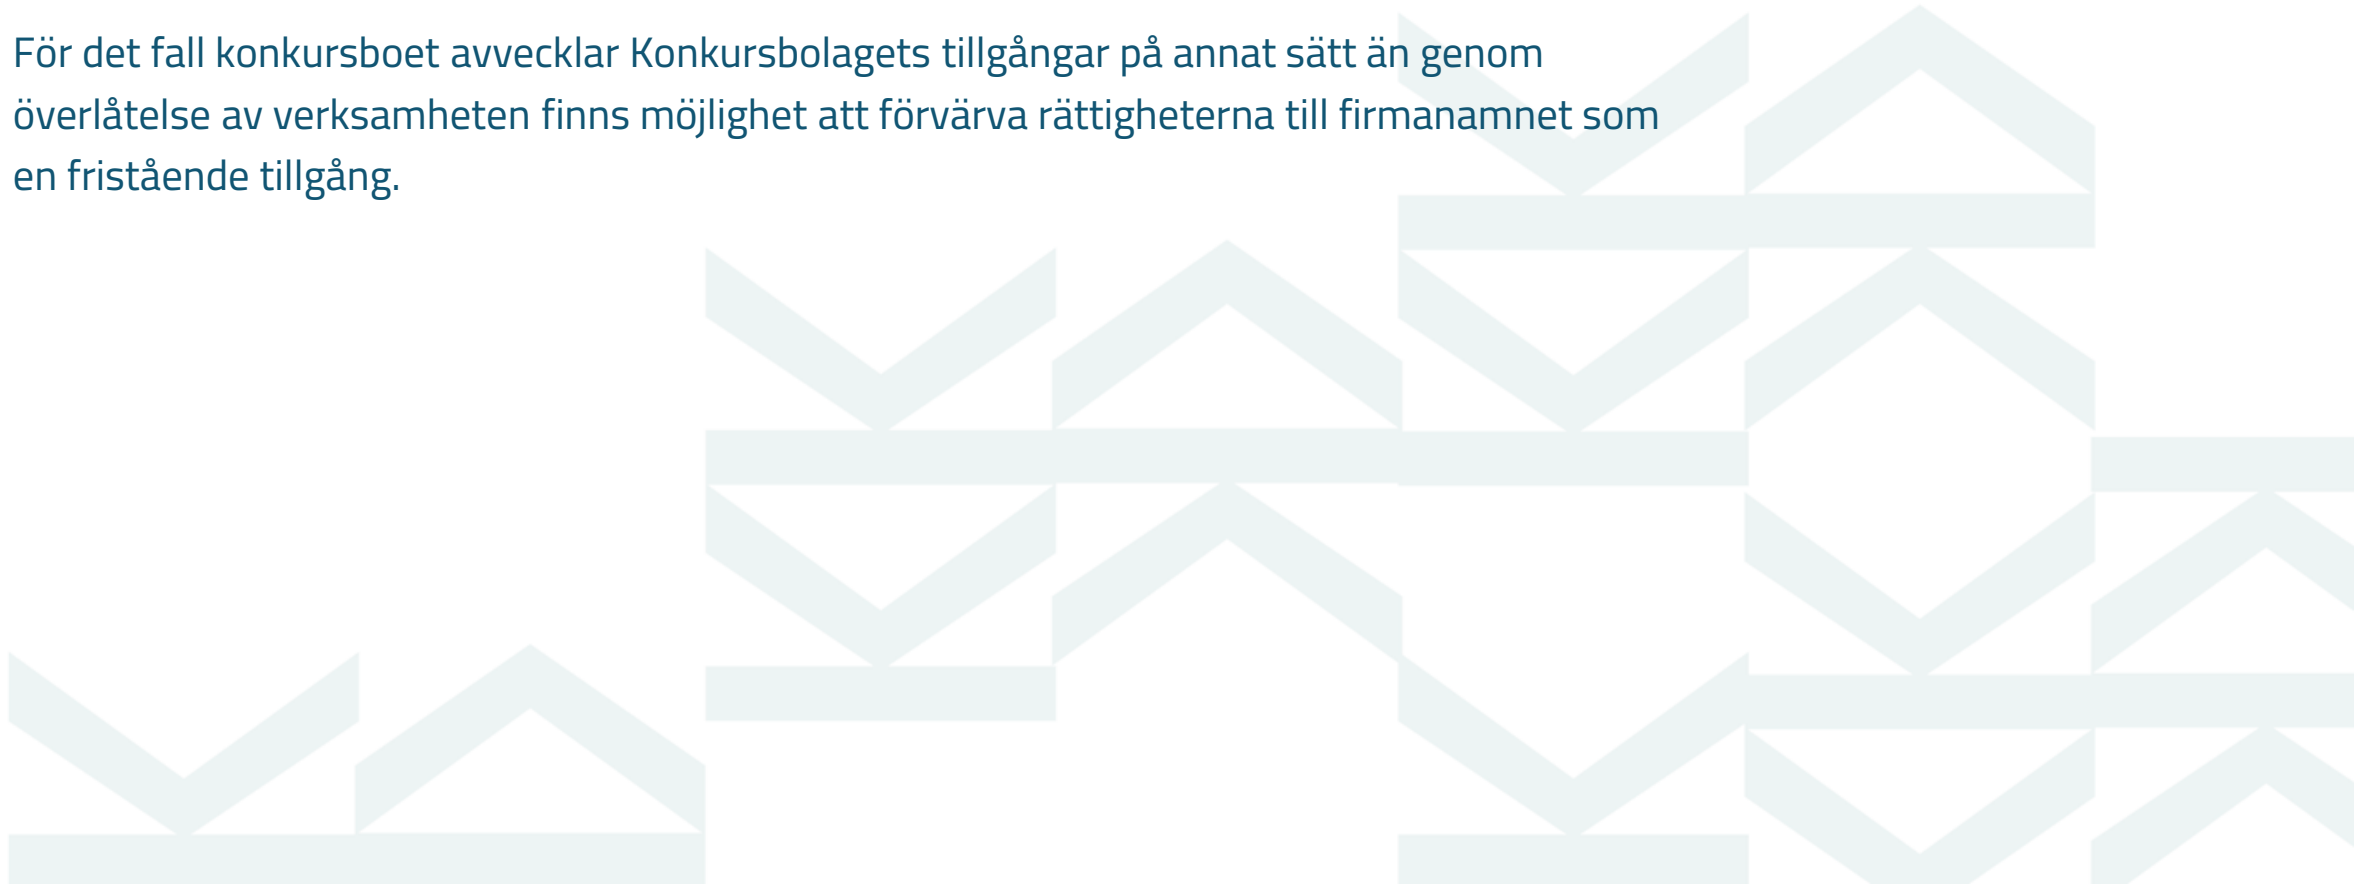 För det fall konkursboet avvecklar Konkursbolagets tillgångar på annat sätt än genom
överlåtelse av verksamheten finns möjlighet att förvärva rättigheterna till firmanamnet som
en fristående tillgång.